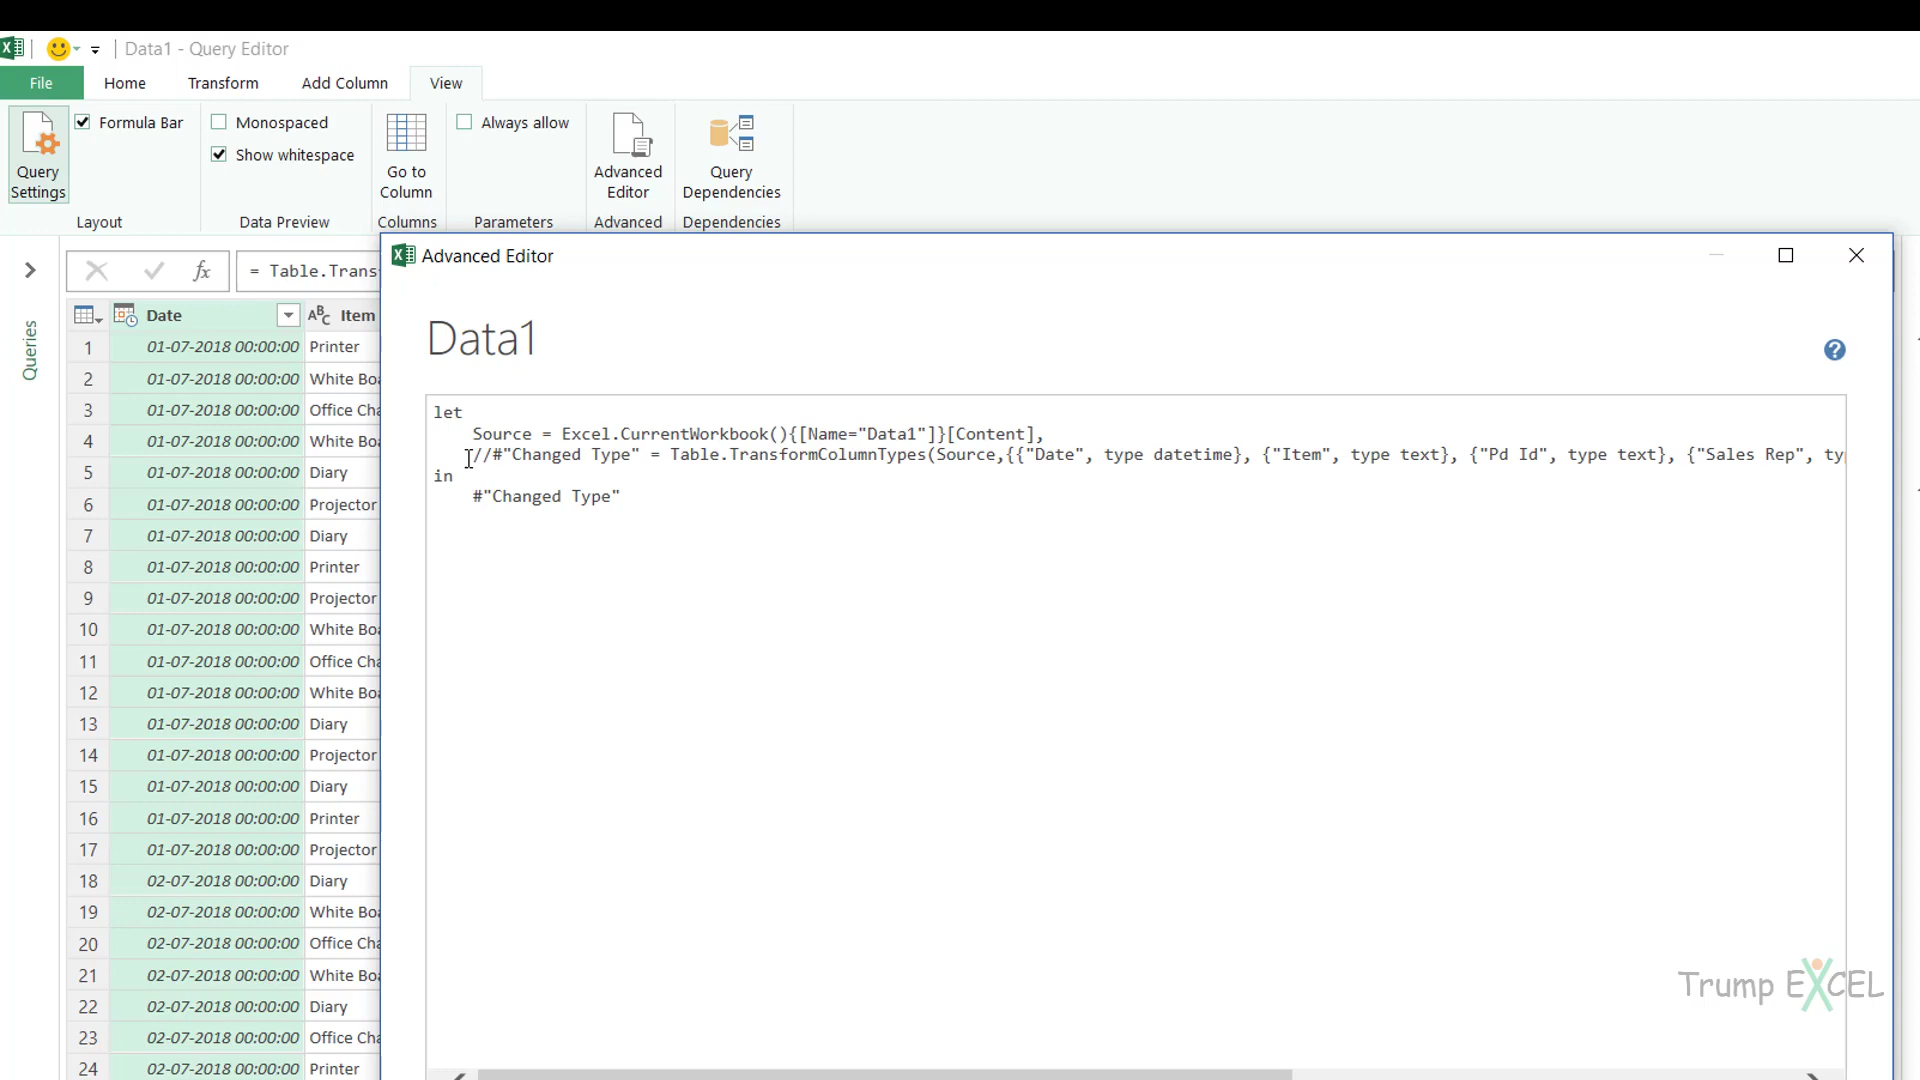 Data1 - Query Editor
File Home Transform Add Column View
Formula Bar Monospaced Always allow
Show whitespace
Query Settings
Go to Column
Advanced Editor
Query Dependencies
Layout Data Preview Columns Parameters Advanced Dependencies
Queries
fx = Table.Trans
Date ABC Item
1 01-07-2018 00:00:00 Printer
2 01-07-2018 00:00:00 White Boa
3 01-07-2018 00:00:00 Office Cha
4 01-07-2018 00:00:00 White Boa
5 01-07-2018 00:00:00 Diary
6 01-07-2018 00:00:00 Projector
7 01-07-2018 00:00:00 Diary
8 01-07-2018 00:00:00 Printer
9 01-07-2018 00:00:00 Projector
10 01-07-2018 00:00:00 White Boa
11 01-07-2018 00:00:00 Office Cha
12 01-07-2018 00:00:00 White Boa
13 01-07-2018 00:00:00 Diary
14 01-07-2018 00:00:00 Projector
15 01-07-2018 00:00:00 Diary
16 01-07-2018 00:00:00 Printer
17 01-07-2018 00:00:00 Projector
18 02-07-2018 00:00:00 Diary
19 02-07-2018 00:00:00 White Boa
20 02-07-2018 00:00:00 Office Cha
21 02-07-2018 00:00:00 White Boa
22 02-07-2018 00:00:00 Diary
23 02-07-2018 00:00:00 Office Cha
24 02-07-2018 00:00:00 Printer
Advanced Editor
Data1
let
Source = Excel.CurrentWorkbook(){[Name="Data1"]}[Content],
//#"Changed Type" = Table.TransformColumnTypes(Source,{{"Date", type datetime}, {"Item", type text}, {"Pd Id", type text}, {"Sales Rep", typ
in
#"Changed Type"
Trump EXCEL